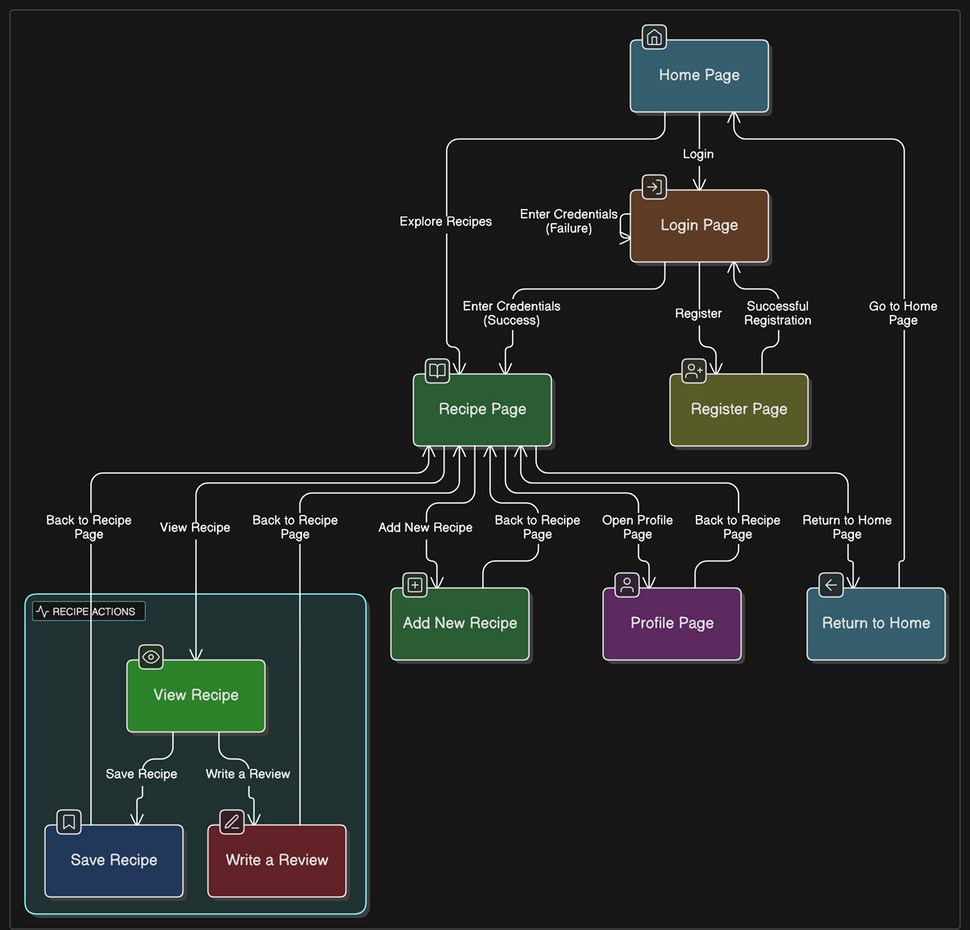 Home Page
Login
Login Page
Enter Credentials
(Failure)
Explore Recipes
Enter Credentials
(Success)
Register
Successful
Registration
Go to Home
Page
Recipe Page
Register Page
Back to Recipe
Page
View Recipe
Back to Recipe
Page
Add New Recipe
Back to Recipe
Page
Open Profile
Page
Back to Recipe
Page
Return to Home
Page
RECIPE ACTIONS
Add New Recipe
Profile Page
Return to Home
View Recipe
Save Recipe
Write a Review
Save Recipe
Write a Review